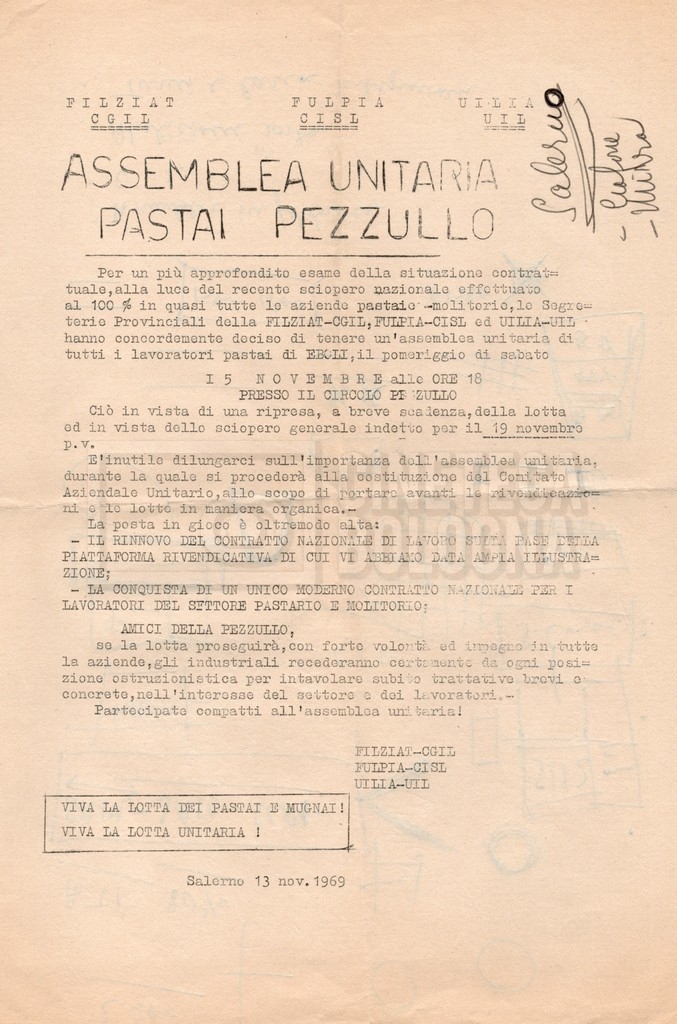 FILZIAT FULPIA UILIA
CGIL CISL UIL
Salerno
ASSEMBLEA UNITARIA
PASTAI PEZZULLO
Per un più approfondito esame della situazione contrat=
tuale, alla luce del recente sciopero nazionale effettuato
al 100 % in quasi tutte le aziende pastaie-molitorie, le Segre=
terie Provinciali della FILZIAT-CGIL, FULPIA-CISL ed UILIA-UIL
hanno concordemente deciso di tenere un'assemblea unitaria di
tutti i lavoratori pastai di EBOLI, il pomeriggio di sabato
I5 NOVEMBRE alle ORE 18
PRESSO IL CIRCOLO PEZZULLO
Ciò in vista di una ripresa, a breve scadenza, della lotta
ed in vista dello sciopero generale indetto per il 19 novembre
p.v.
E'inutile dilungarci sull'importanza dell'assemblea unitaria,
durante la quale si procederà alla costituzione del Comitato
Aziendale Unitario, allo scopo di portare avanti le rivendicazio=
ni e le lotte in maniera organica.-
La posta in gioco è oltremodo alta:
- IL RINNOVO DEL CONTRATTO NAZIONALE DI LAVORO SULLA BASE DELLA
PIATTAFORMA RIVENDICATIVA DI CUI VI ABBIAMO DATA AMPIA ILLUSTRA=
ZIONE;
- LA CONQUISTA DI UN UNICO MODERNO CONTRATTO NAZIONALE PER I
LAVORATORI DEL SETTORE PASTARIO E MOLITORIO;
AMICI DELLA PEZZULLO,
se la lotta proseguirà, con forte volontà ed impegno in tutte
la aziende, gli industriali recederanno certamente da ogni posi=
zione ostruzionistica per intavolare subito trattative brevi e
concrete, nell'interesse del settore e dei lavoratori.-
Partecipate compatti all'assemblea unitaria!
FILZIAT-CGIL
FULPIA-CISL
UILIA-UIL
VIVA LA LOTTA DEI PASTAI E MUGNAI!
VIVA LA LOTTA UNITARIA !
Salerno 13 nov. 1969